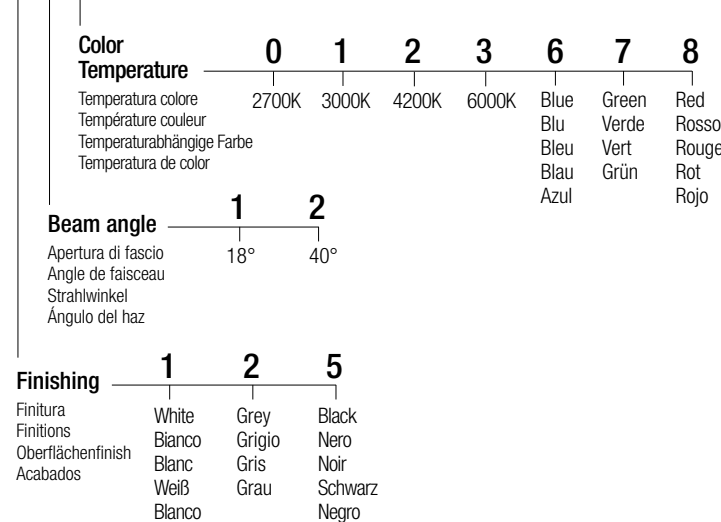 Color
Temperature
0 1 2 3 6 7 8
Temperatura colore
Température couleur
Temperaturabhängige Farbe
Temperatura de color
2700K 3000K 4200K 6000K
Blue
Blu
Bleu
Blau
Azul
Green
Verde
Vert
Grün
Red
Rosso
Rouge
Rot
Rojo
Beam angle
1 2
Apertura di fascio
Angle de faisceau
Strahlwinkel
Ángulo del haz
18° 40°
Finishing
1 2 5
Finitura
Finitions
Oberflächenfinish
Acabados
White
Bianco
Blanc
Weiß
Blanco
Grey
Grigio
Gris
Grau
Black
Nero
Noir
Schwarz
Negro